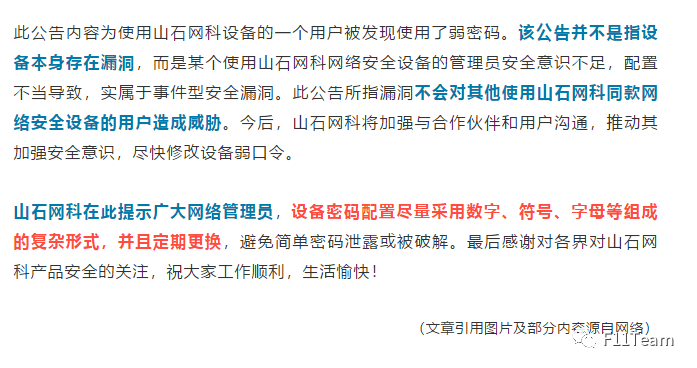 此公告内容为使用山石网科设备的一个用户被发现使用了弱密码。该公告并不是指设
备本身存在漏洞，而是某个使用山石网科网络安全设备的管理员安全意识不足，配置
不当导致，实属于事件型安全漏洞。此公告所指漏洞不会对其他使用山石网科同款网
络安全设备的用户造成威胁。今后，山石网科将加强与合作伙伴和用户沟通，推动其
加强安全意识，尽快修改设备弱口令。
山石网科在此提示广大网络管理员，设备密码配置尽量采用数字、符号、字母等组成
的复杂形式，并且定期更换，避免简单密码泄露或被破解。最后感谢对各界对山石网
科产品安全的关注，祝大家工作顺利，生活愉快！
（文章引用图片及部分内容源自网络）
F11Team